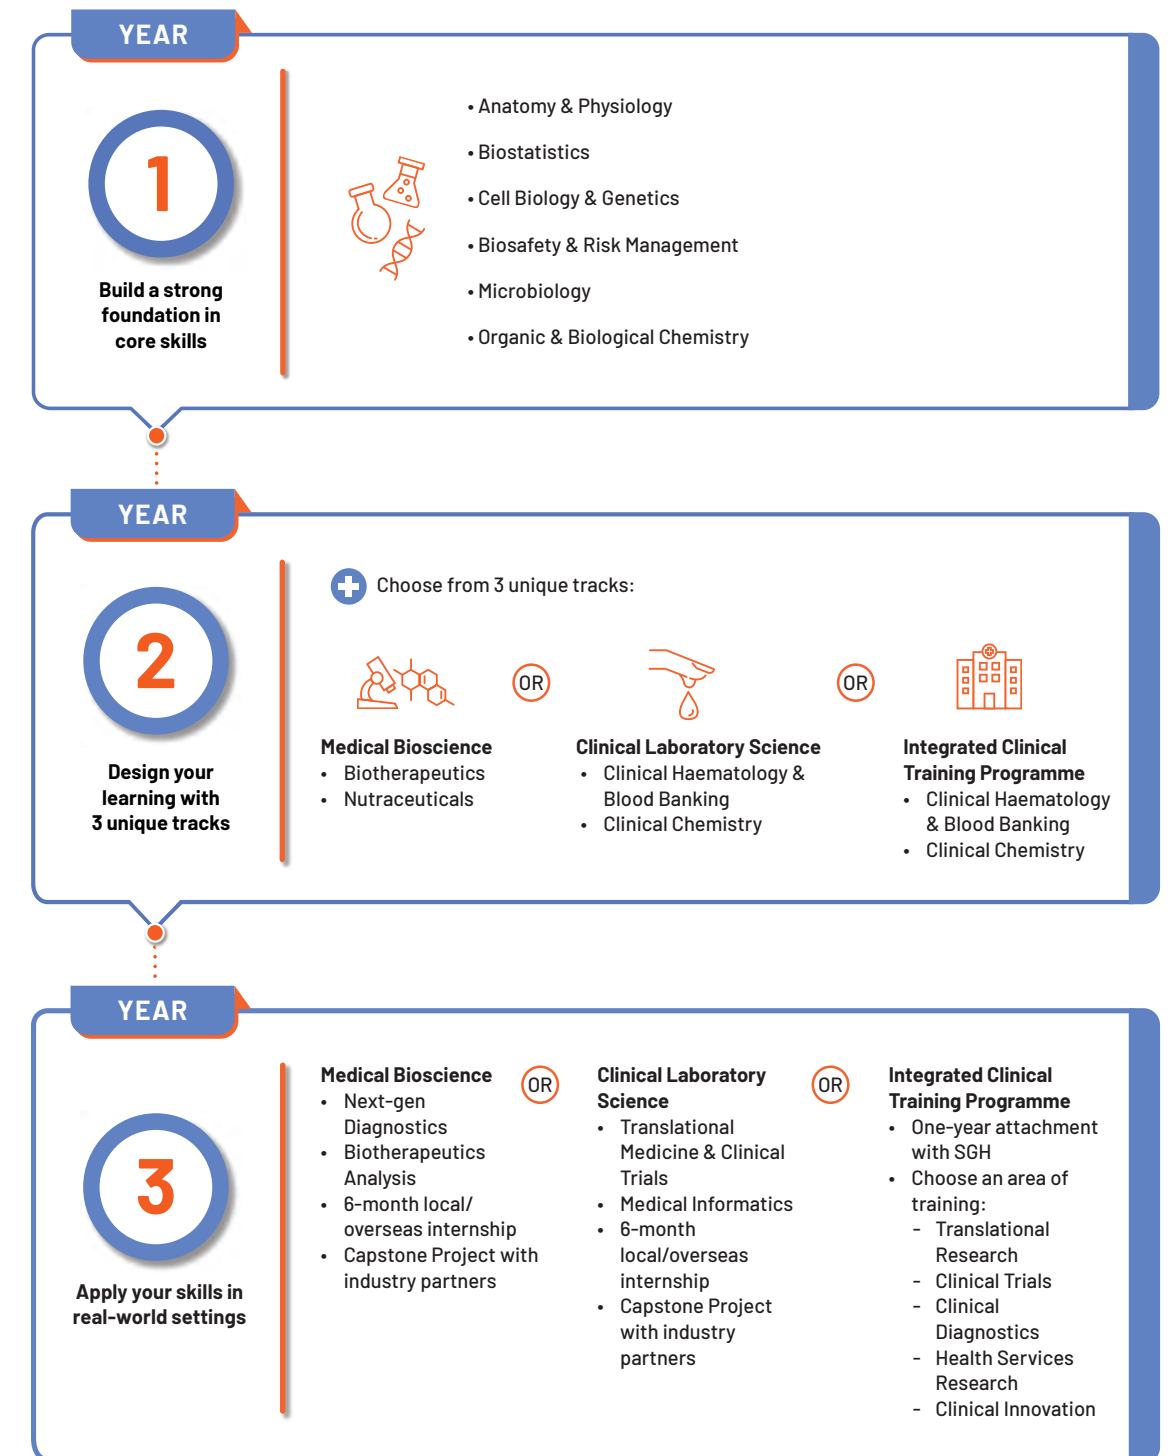 YEAR
1
Build a strong
foundation in
core skills
• Anatomy & Physiology
• Biostatistics
• Cell Biology & Genetics
• Biosafety & Risk Management
• Microbiology
• Organic & Biological Chemistry
YEAR
2
Design your
learning with
3 unique tracks
Choose from 3 unique tracks:
Medical Bioscience
• Biotherapeutics
• Nutraceuticals
OR
Clinical Laboratory Science
• Clinical Haematology &
Blood Banking
• Clinical Chemistry
OR
Integrated Clinical
Training Programme
• Clinical Haematology
& Blood Banking
• Clinical Chemistry
YEAR
3
Apply your skills in
real-world settings
Medical Bioscience
• Next-gen
Diagnostics
• Biotherapeutics
Analysis
• 6-month local/
overseas internship
• Capstone Project with
industry partners
OR
Clinical Laboratory
Science
• Translational
Medicine & Clinical
Trials
• Medical Informatics
• 6-month
local/overseas
internship
• Capstone Project
with industry
partners
OR
Integrated Clinical
Training Programme
• One-year attachment
with SGH
• Choose an area of
training:
- Translational
Research
- Clinical Trials
- Clinical
Diagnostics
- Health Services
Research
- Clinical Innovation